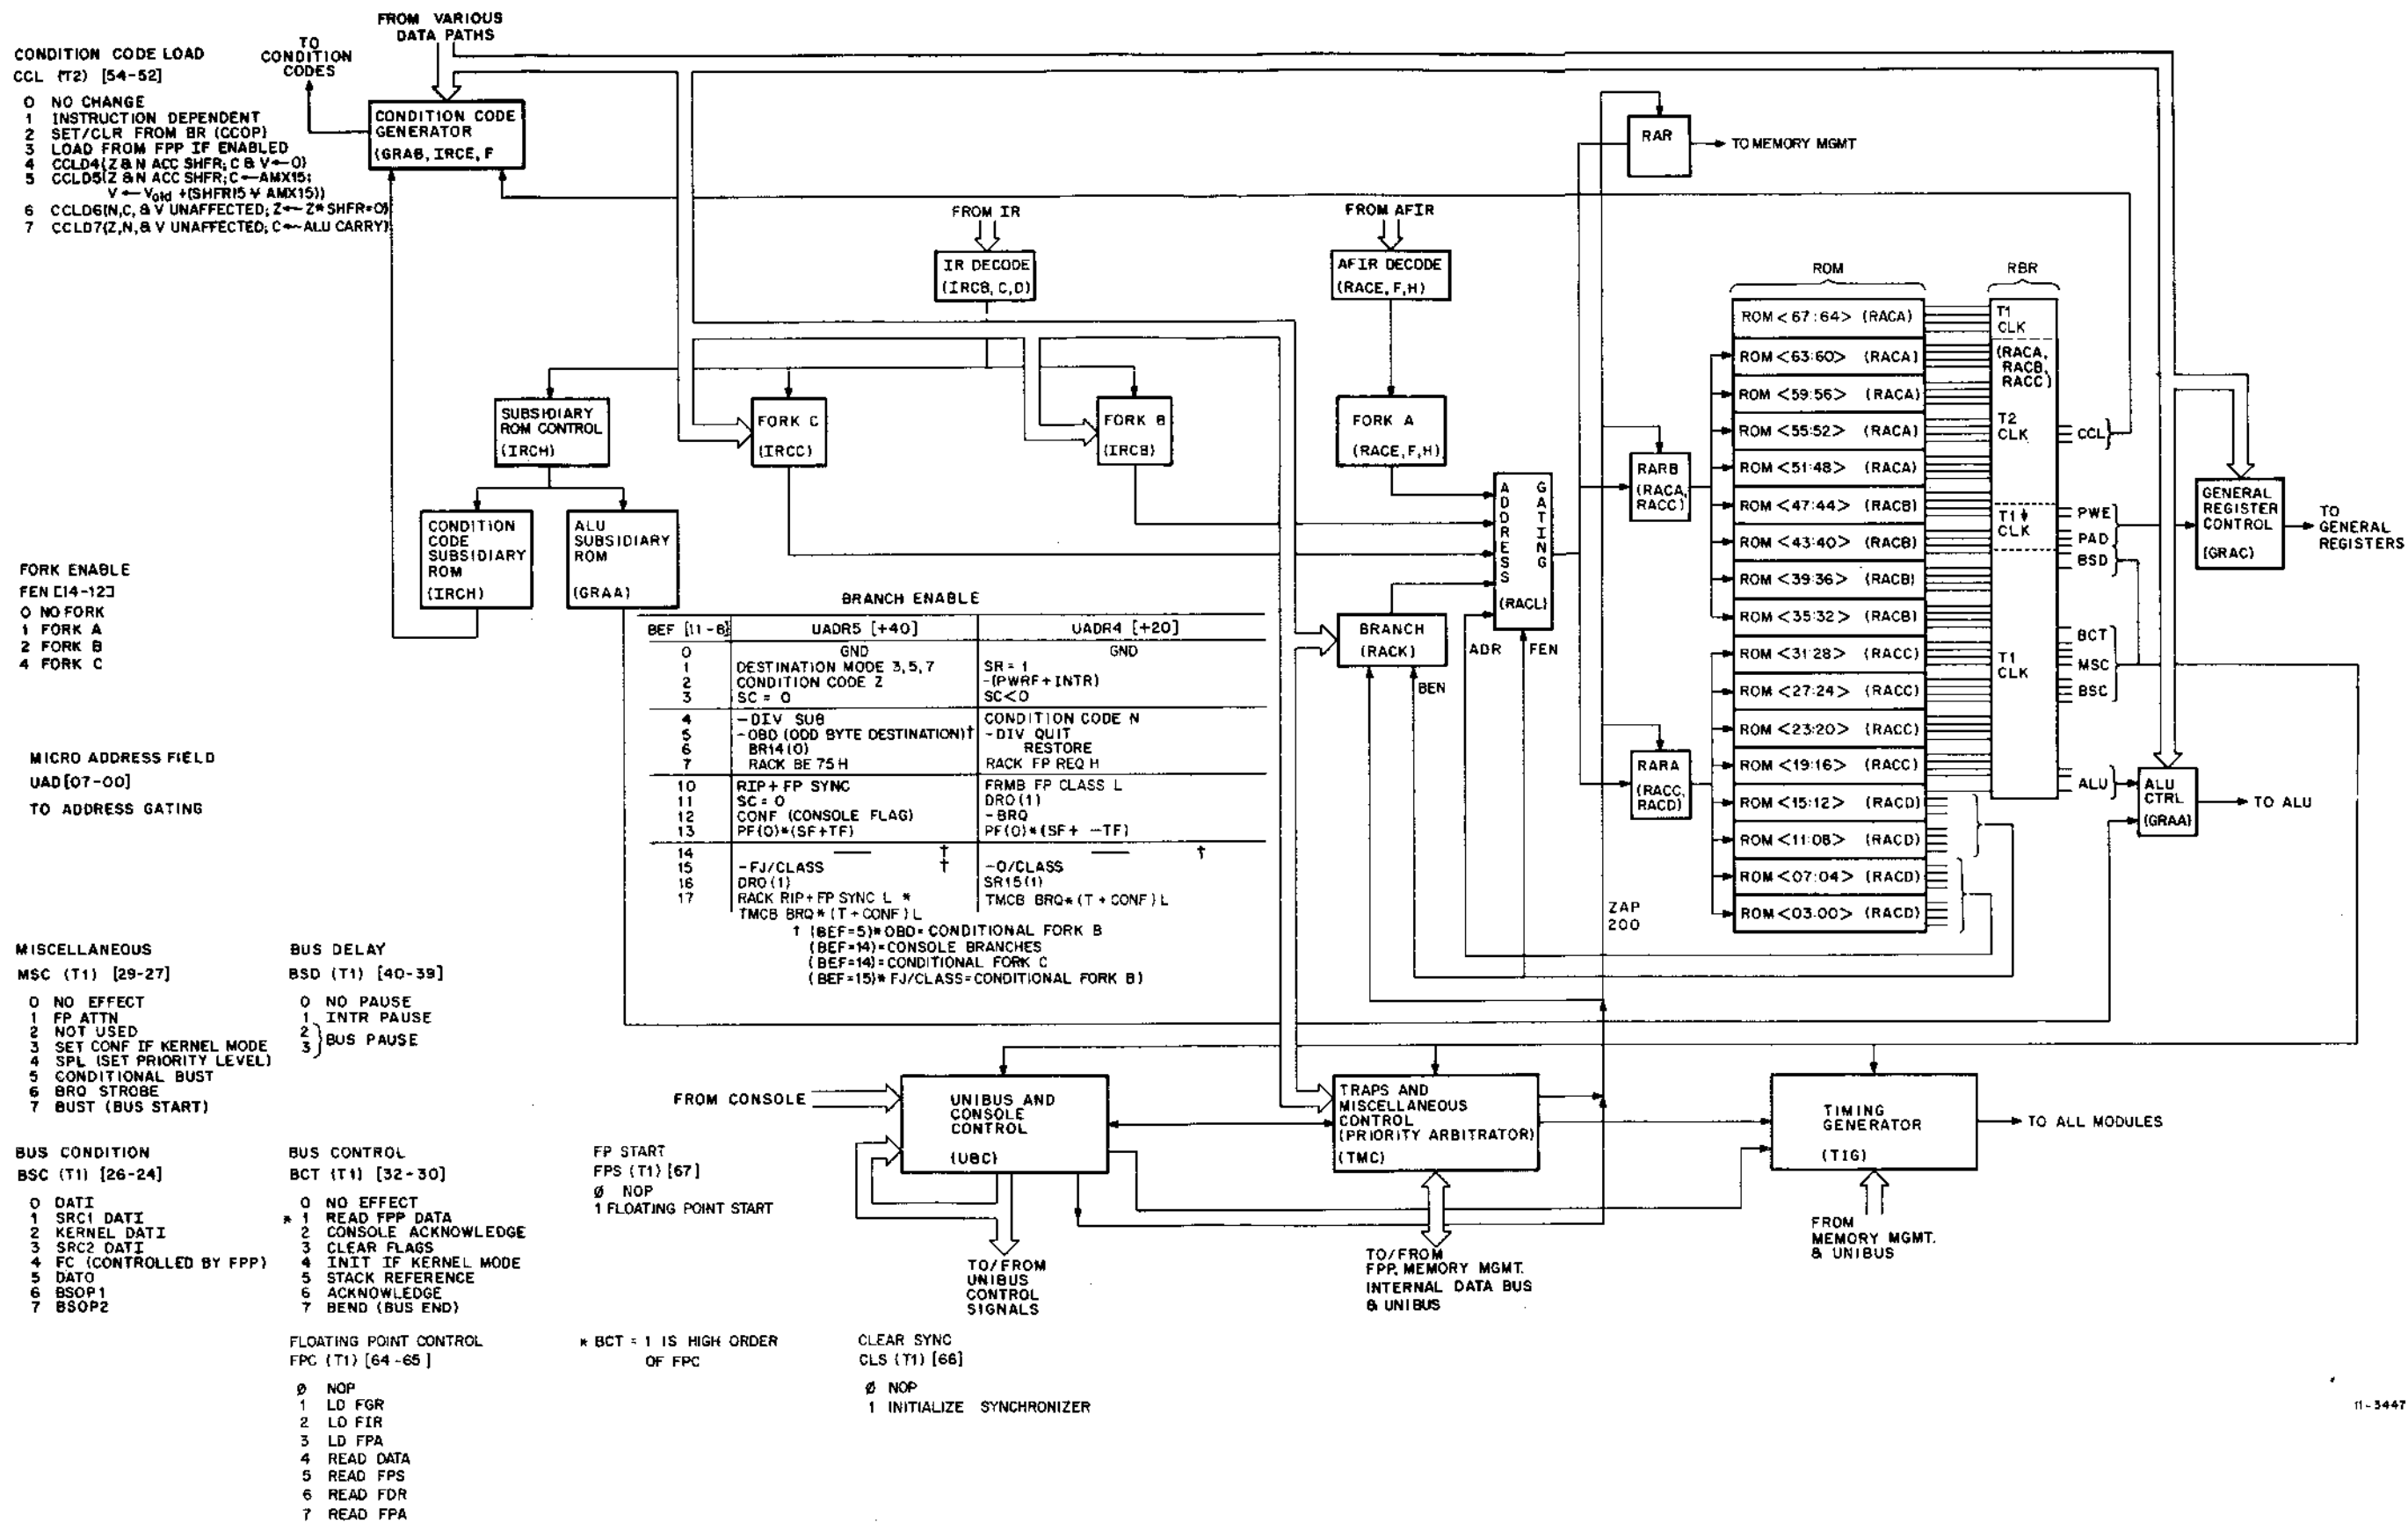 FROM VARIOUS
DATA PATHS
TO
CONDITION
CODES
CONDITION CODE LOAD
CCL (T2) [54-52]
0 NO CHANGE
1 INSTRUCTION DEPENDENT
2 SET/CLR FROM BR (CCOP)
3 LOAD FROM FPP IF ENABLED
4 CCLD4(Z & N ACC SHFR; C & V←0)
5 CCLD5(Z & N ACC SHFR; C←AMX15;
V←Vold +(SHFR15 ∀ AMX15))
6 CCLD6(N,C, & V UNAFFECTED; Z←Z* SHFR=0)
7 CCLD7(Z,N, & V UNAFFECTED; C←ALU CARRY)
CONDITION CODE
GENERATOR
(GRAB, IRCE, F
RAR
TO MEMORY MGMT
FROM IR
IR DECODE
(IRCB, C, D)
FROM AFIR
AFIR DECODE
(RACE, F, H)
SUBSIDIARY
ROM CONTROL
(IRCH)
FORK C
(IRCC)
FORK B
(IRCB)
FORK A
(RACE, F, H)
CONDITION
CODE
SUBSIDIARY
ROM
(IRCH)
ALU
SUBSIDIARY
ROM
(GRAA)
ADDRESS
GATING
(RACL)
RARB
(RACA,
RACC)
RARA
(RACC,
RACD)
BRANCH
(RACK)
ADR
FEN
BEN
ZAP
200
ROM
RBR
ROM <67:64> (RACA)
ROM <63:60> (RACA)
ROM <59:56> (RACA)
ROM <55:52> (RACA)
ROM <51:48> (RACA)
ROM <47:44> (RACB)
ROM <43:40> (RACB)
ROM <39:36> (RACB)
ROM <35:32> (RACB)
ROM <31:28> (RACC)
ROM <27:24> (RACC)
ROM <23:20> (RACC)
ROM <19:16> (RACC)
ROM <15:12> (RACD)
ROM <11:08> (RACD)
ROM <07:04> (RACD)
ROM <03:00> (RACD)
T1
CLK
(RACA,
RACB,
RACC)
T2
CLK
T1↓
CLK
T1
CLK
CCL
PWE
PAD
BSD
BCT
MSC
BSC
ALU
GENERAL
REGISTER
CONTROL
(GRAC)
TO
GENERAL
REGISTERS
ALU
CTRL
(GRAA)
TO ALU
FORK ENABLE
FEN [14-12]
0 NO FORK
1 FORK A
2 FORK B
4 FORK C
MICRO ADDRESS FIELD
UAD [07-00]
TO ADDRESS GATING
BRANCH ENABLE
BEF [11-8] UADR5 [+40] UADR4 [+20]
0 GND GND
1 DESTINATION MODE 3,5,7 SR = 1
2 CONDITION CODE Z -(PWRF+INTR)
3 SC = 0 SC<0
4 -DIV SUB CONDITION CODE N
5 -OBD (ODD BYTE DESTINATION)† -DIV QUIT
6 BR14(0) RESTORE
7 RACK BE 75 H RACK FP REQ H
10 RIP+ FP SYNC FRMB FP CLASS L
11 SC = 0 DR0(1)
12 CONF (CONSOLE FLAG) -BRQ
13 PF(0)*(SF+TF) PF(0)*(SF+ -TF)
14 — † — †
15 -FJ/CLASS † -O/CLASS
16 DR0(1) SR15(1)
17 RACK RIP+FP SYNC L * TMCB BRQ*(T+CONF)L
TMCB BRQ*(T+CONF)L
† (BEF=5)*OBD=CONDITIONAL FORK B
(BEF=14)=CONSOLE BRANCHES
(BEF=14)=CONDITIONAL FORK C
(BEF=15)* FJ/CLASS=CONDITIONAL FORK B)
MISCELLANEOUS
MSC (T1) [29-27]
0 NO EFFECT
1 FP ATTN
2 NOT USED
3 SET CONF IF KERNEL MODE
4 SPL (SET PRIORITY LEVEL)
5 CONDITIONAL BUST
6 BRQ STROBE
7 BUST (BUS START)
BUS DELAY
BSD (T1) [40-39]
0 NO PAUSE
1 INTR PAUSE
2
3 BUS PAUSE
BUS CONDITION
BSC (T1) [26-24]
0 DATI
1 SRC1 DATI
2 KERNEL DATI
3 SRC2 DATI
4 FC (CONTROLLED BY FPP)
5 DATO
6 BSOP1
7 BSOP2
BUS CONTROL
BCT (T1) [32-30]
0 NO EFFECT
* 1 READ FPP DATA
2 CONSOLE ACKNOWLEDGE
3 CLEAR FLAGS
4 INIT IF KERNEL MODE
5 STACK REFERENCE
6 ACKNOWLEDGE
7 BEND (BUS END)
FP START
FPS (T1) [67]
Ø NOP
1 FLOATING POINT START
FROM CONSOLE
UNIBUS AND
CONSOLE
CONTROL
(UBC)
TRAPS AND
MISCELLANEOUS
CONTROL
(PRIORITY ARBITRATOR)
(TMC)
TIMING
GENERATOR
(TIG)
TO ALL MODULES
TO/FROM
UNIBUS
CONTROL
SIGNALS
TO/FROM
FPP, MEMORY MGMT.
INTERNAL DATA BUS
& UNIBUS
FROM
MEMORY MGMT.
& UNIBUS
FLOATING POINT CONTROL
FPC (T1) [64-65]
Ø NOP
1 LD FGR
2 LD FIR
3 LD FPA
4 READ DATA
5 READ FPS
6 READ FDR
7 READ FPA
* BCT = 1 IS HIGH ORDER
OF FPC
CLEAR SYNC
CLS (T1) [66]
Ø NOP
1 INITIALIZE SYNCHRONIZER
11-3447